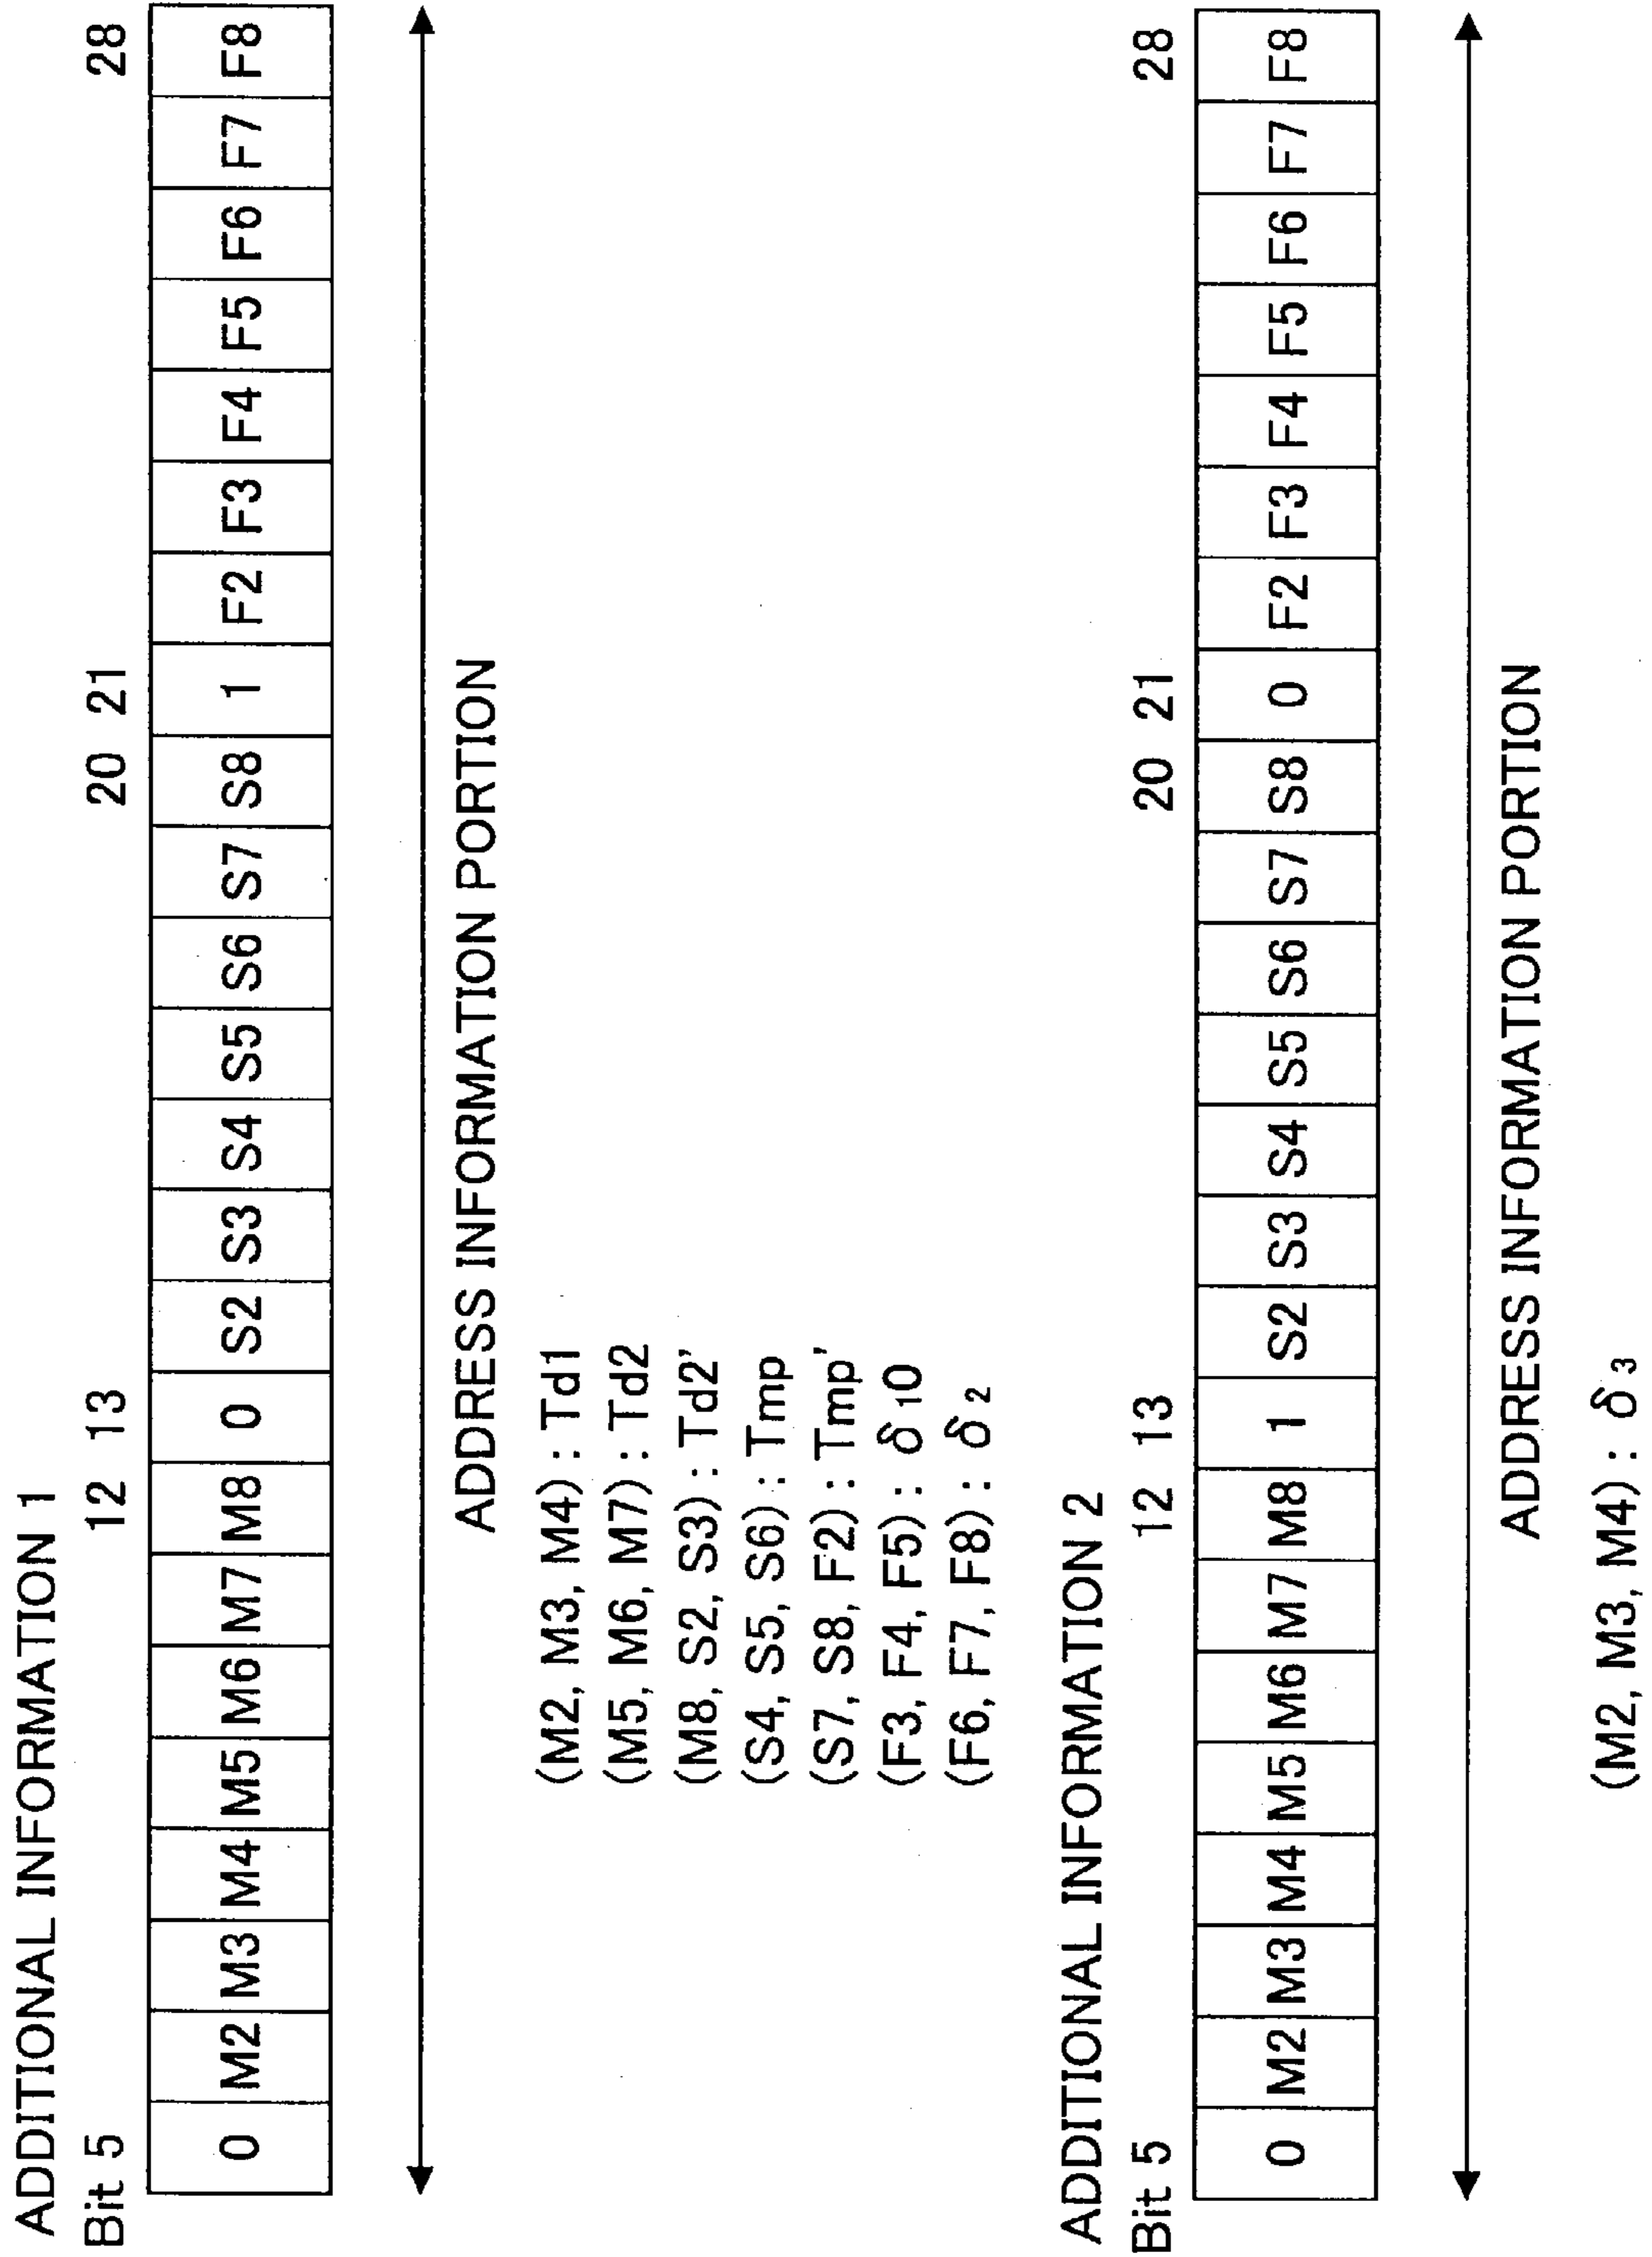 ADDITIONAL INFORMATION 1
Bit 5 12 13 20 21 28
0 M2 M3 M4 M5 M6 M7 M8 0 S2 S3 S4 S5 S6 S7 S8 1 F2 F3 F4 F5 F6 F7 F8
ADDRESS INFORMATION PORTION
(M2, M3, M4) : Td1
(M5, M6, M7) : Td2
(M8, S2, S3) : Td2'
(S4, S5, S6) : Tmp
(S7, S8, F2) : Tmp'
(F3, F4, F5) : δ10
(F6, F7, F8) : δ2
ADDITIONAL INFORMATION 2
Bit 5 12 13 20 21 28
0 M2 M3 M4 M5 M6 M7 M8 1 S2 S3 S4 S5 S6 S7 S8 0 F2 F3 F4 F5 F6 F7 F8
ADDRESS INFORMATION PORTION
(M2, M3, M4) : δ3